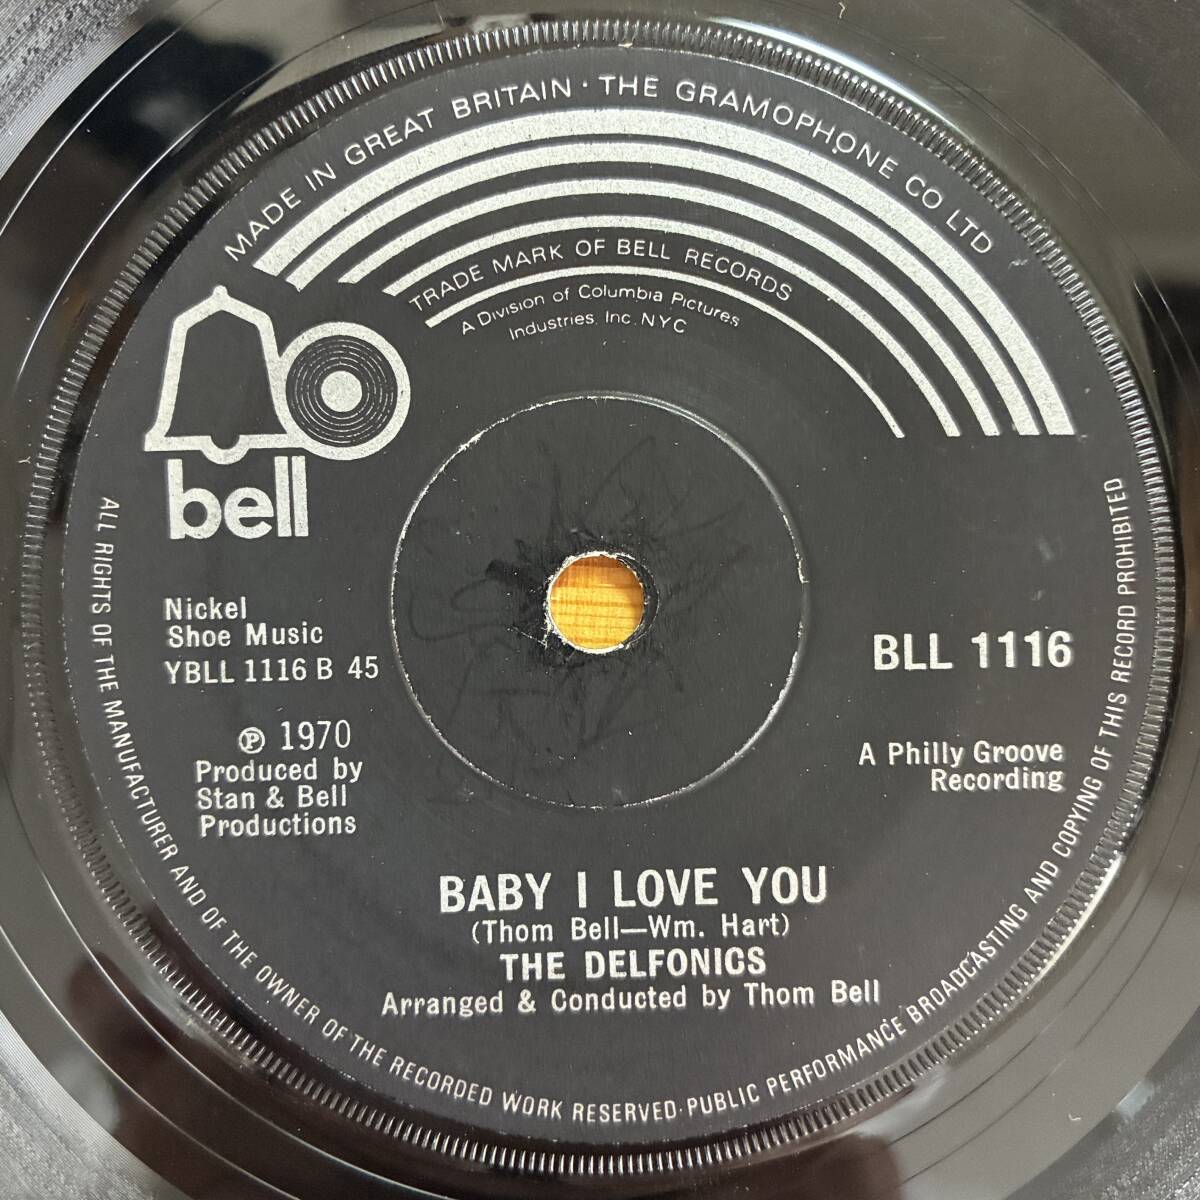 MADE IN GREAT BRITAIN · THE GRAMOPHONE CO LTD
TRADE MARK OF BELL RECORDS
A Division of Columbia Pictures
Industries, Inc. NYC
bell
Nickel
Shoe Music
YBLL 1116 B 45
℗ 1970
Produced by
Stan & Bell
Productions
BLL 1116
A Philly Groove
Recording
BABY I LOVE YOU
(Thom Bell—Wm. Hart)
THE DELFONICS
Arranged & Conducted by Thom Bell
ALL RIGHTS OF THE MANUFACTURER AND OF THE OWNER OF THE RECORDED WORK RESERVED·PUBLIC PERFORMANCE BROADCASTING AND COPYING OF THIS RECORD PROHIBITED